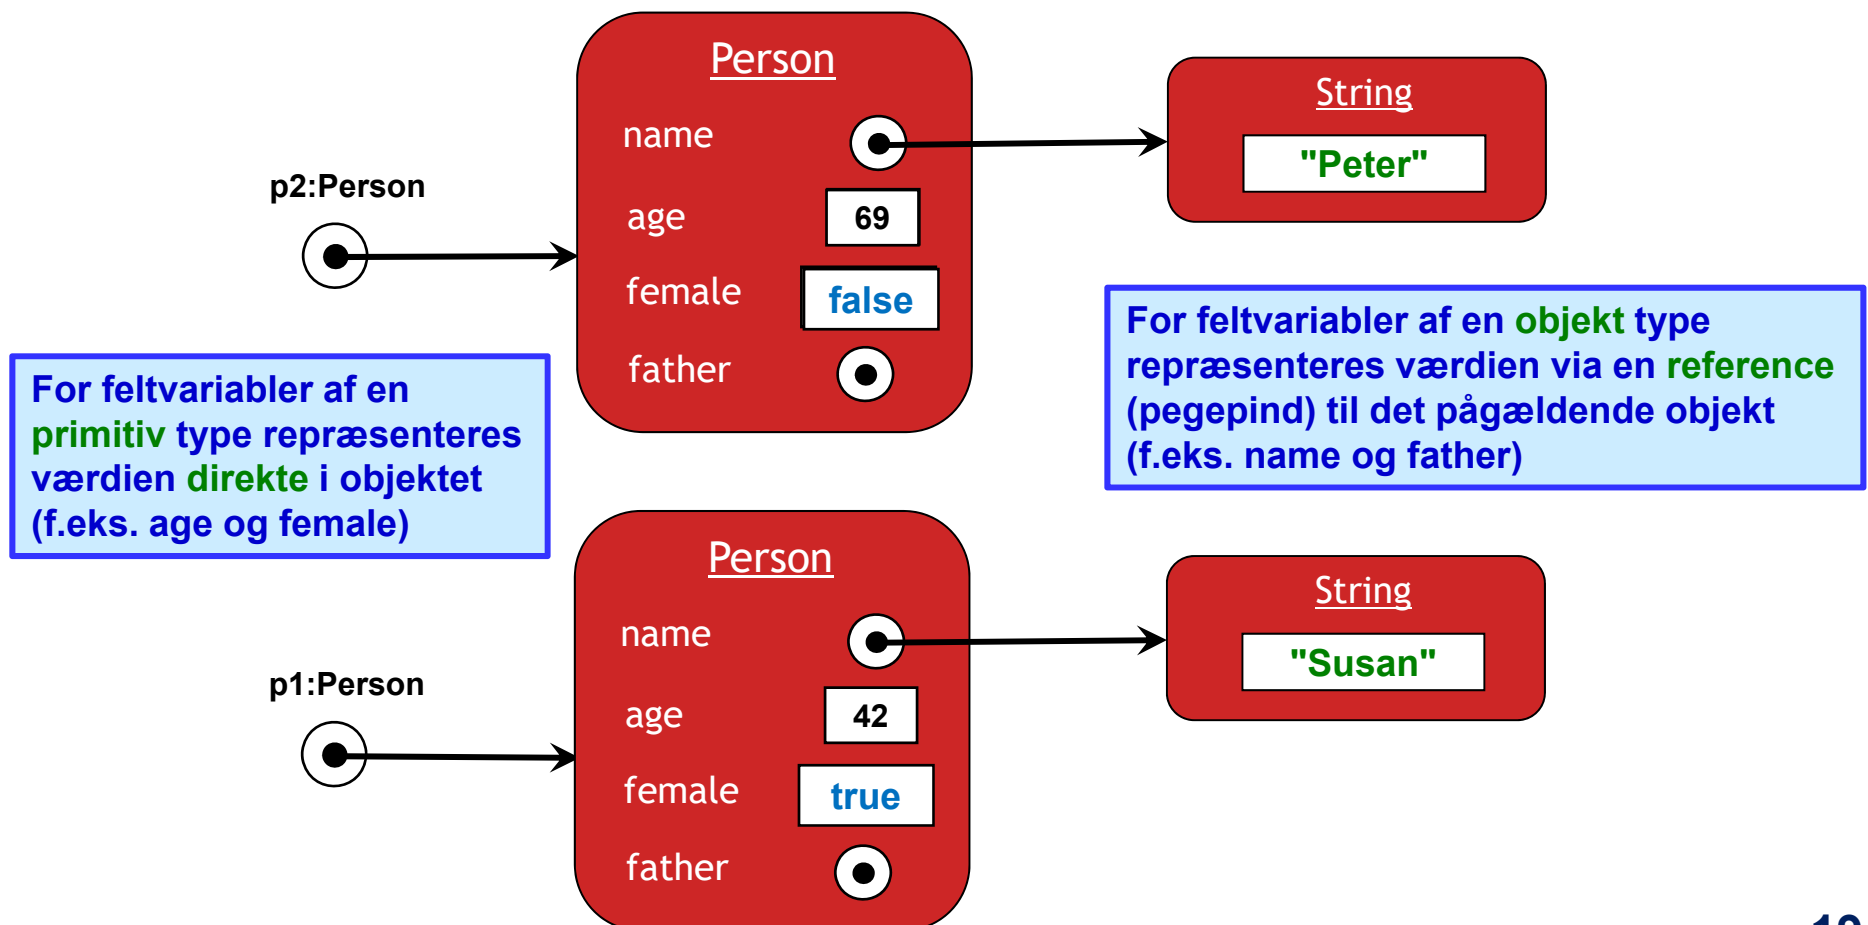 Person
name
age
69
female
false
father
p2:Person
String
"Peter"
For feltvariabler af en
primitiv type repræsenteres
værdien direkte i objektet
(f.eks. age og female)
For feltvariabler af en objekt type
repræsenteres værdien via en reference
(pegepind) til det pågældende objekt
(f.eks. name og father)
Person
name
age
42
female
true
father
p1:Person
String
"Susan"